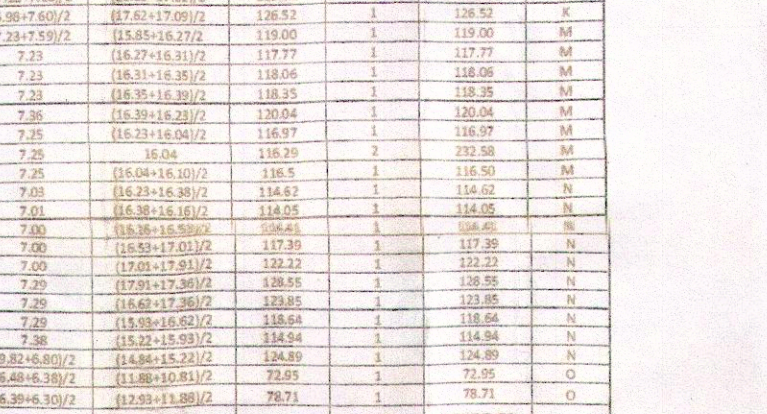 .98+7.60)/2 (17.62+17.09)/2 126.52 1 126.52 K
.23+7.59)/2 (15.85+16.27/2 119.00 1 119.00 M
7.23 (16.27+16.31)/2 117.77 1 117.77 M
7.23 (16.31+16.35)/2 118.06 1 118.06 M
7.23 (16.35+16.39)/2 118.35 1 118.35 M
7.36 (16.39+16.23)/2 120.04 1 120.04 M
7.25 (16.23+16.04)/2 116.97 1 116.97 M
7.25 16.04 116.29 2 232.58 M
7.25 (16.04+16.10)/2 116.5 1 116.50 M
7.03 (16.23+16.38)/2 114.62 1 114.62 N
7.01 (16.38+16.16)/2 114.05 1 114.05 N
7.00 1
7.00 (16.53+17.01)/2 117.39 1 117.39 N
7.00 (17.01+17.91)/2 122.22 1 122.22 N
7.29 (17.91+17.36)/2 128.55 1 128.55 N
7.29 (16.62+17.36)/2 123.85 1 123.85 N
7.29 (15.93+16.62)/2 118.64 1 118.64 N
7.38 (15.22+15.93)/2 114.94 1 114.94 N
9.82+6.80)/2 (14.84+15.22)/2 124.89 1 124.89 N
6.48+6.38)/2 (11.88+10.81)/2 72.95 1 72.95 O
6.39+6.30)/2 (12.93+11.88)/2 78.71 1 78.71 O